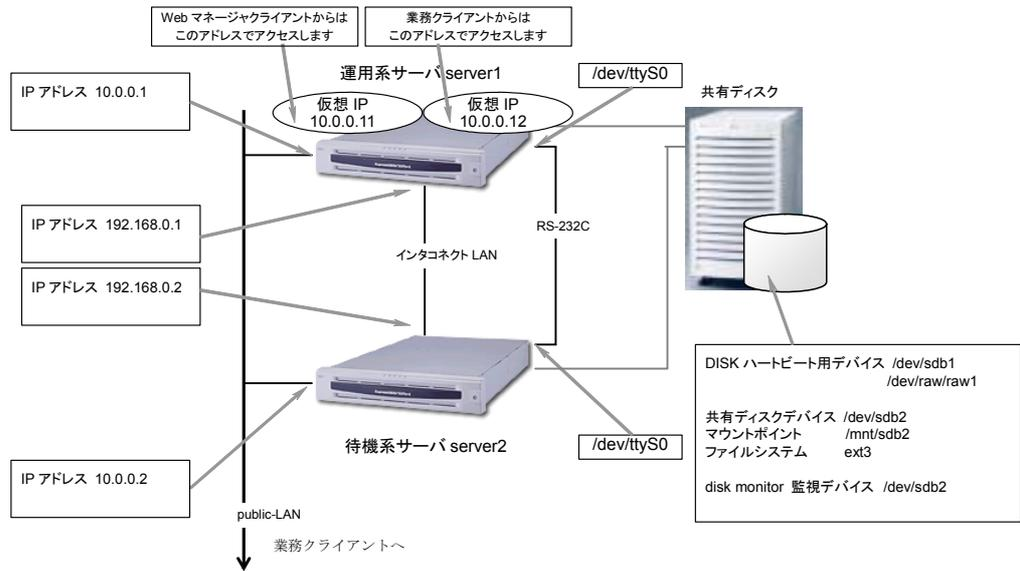 Web マネージャクライアントからは
このアドレスでアクセスします
業務クライアントからは
このアドレスでアクセスします
運用系サーバ server1
/dev/ttyS0
共有ディスク
IP アドレス 10.0.0.1
仮想 IP
10.0.0.11
仮想 IP
10.0.0.12
IP アドレス 192.168.0.1
RS-232C
インタコネクト LAN
IP アドレス 192.168.0.2
DISK ハートビート用デバイス /dev/sdb1
/dev/raw/raw1
共有ディスクデバイス /dev/sdb2
マウントポイント /mnt/sdb2
ファイルシステム ext3
disk monitor 監視デバイス /dev/sdb2
待機系サーバ server2
/dev/ttyS0
IP アドレス 10.0.0.2
public-LAN
業務クライアントへ